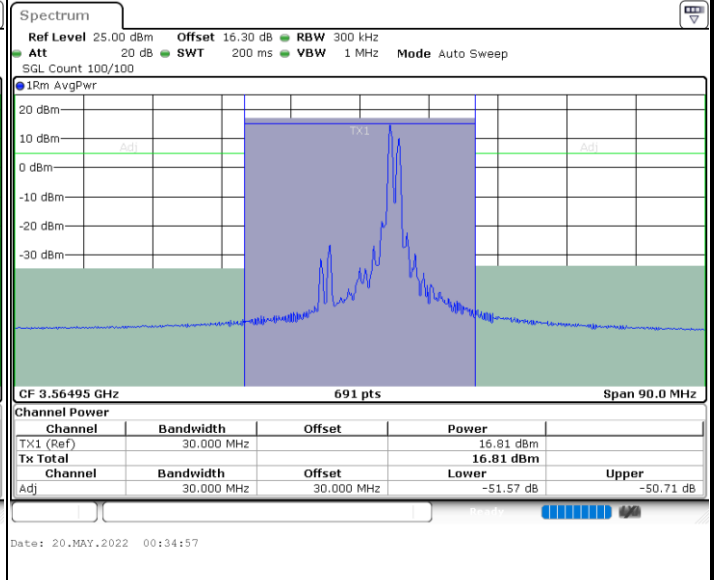 Spectrum
Ref Level 25.00 dBm Offset 16.30 dB RBW 300 kHz
Att 20 dB SWT 200 ms VBW 1 MHz Mode Auto Sweep
SGL Count 100/100
1Rm AvgPwr
20 dBm
TX1
10 dBm
Adj Adj
0 dBm
-10 dBm
-20 dBm
-30 dBm
CF 3.56495 GHz 691 pts Span 90.0 MHz
Channel Power
Channel Bandwidth Offset Power
TX1 (Ref) 30.000 MHz 16.81 dBm
Tx Total 16.81 dBm
Channel Bandwidth Offset Lower Upper
Adj 30.000 MHz 30.000 MHz -51.57 dB -50.71 dB
Ready
Date: 20.MAY.2022 00:34:57